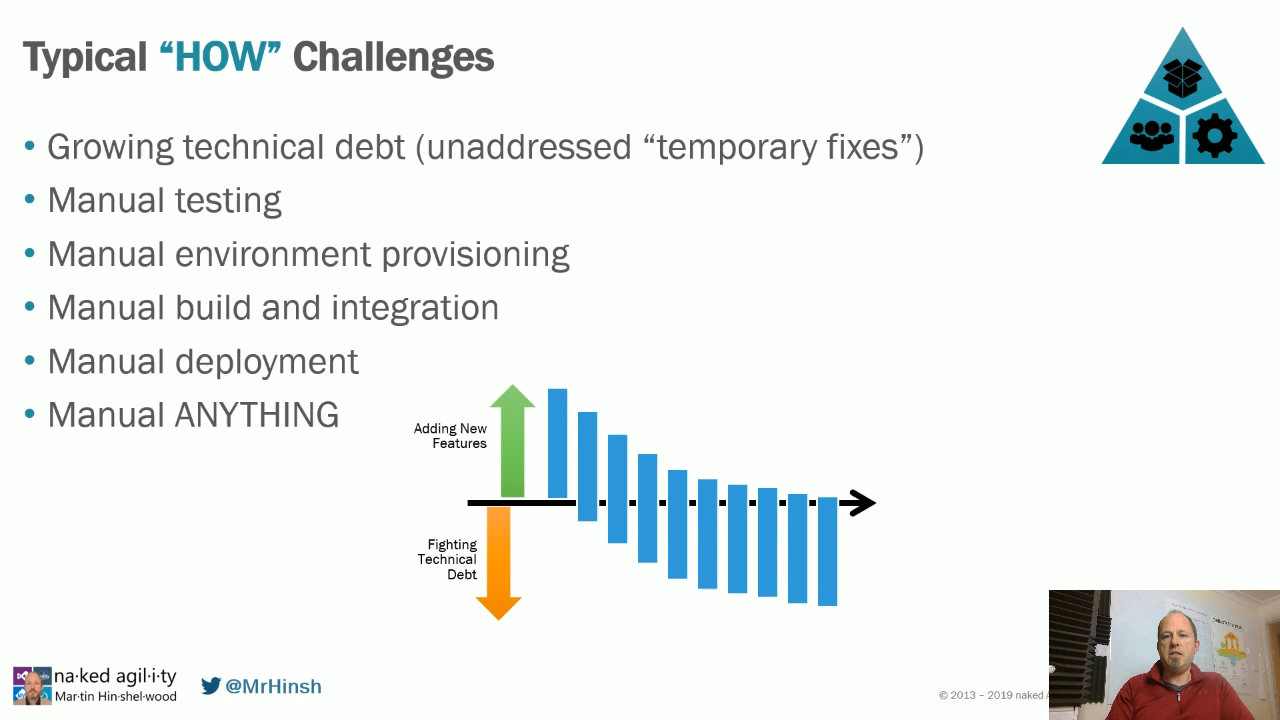 Typical “HOW” Challenges
• Growing technical debt (unaddressed “temporary fixes”)
• Manual testing
• Manual environment provisioning
• Manual build and integration
• Manual deployment
• Manual ANYTHING
Adding New
Features
Fighting
Technical
Debt
na·ked agil·i·ty
Mar·tin Hin·shel·wood
@MrHinsh
© 2013 – 2019 naked